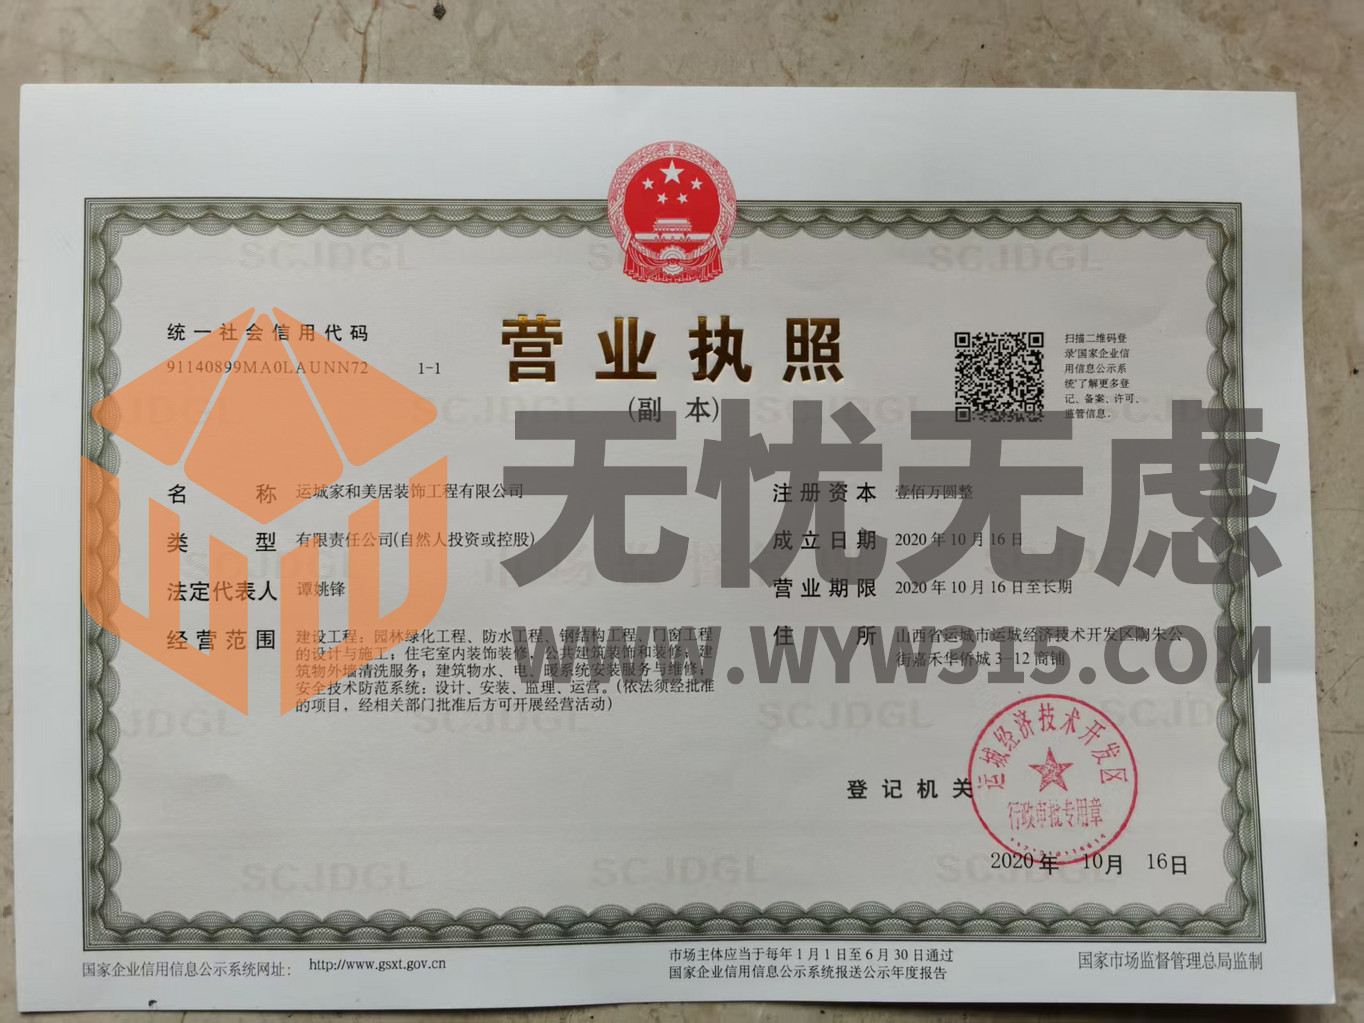 统一社会信用代码
91140899MA0LAUNN72 1-1
营业执照
(副 本)
扫描二维码登
录'国家企业信
用信息公示系
统'了解更多登
记、备案、许可、
监管信息.
名 称 运城家和美居装饰工程有限公司
类 型 有限责任公司(自然人投资或控股)
法定代表人 谭姚锋
经营范围 建设工程：园林绿化工程、防水工程、钢结构工程、门窗工程
的设计与施工；住宅室内装饰装修；公共建筑装饰和装修；建
筑物外墙清洗服务；建筑物水、电、暖系统安装服务与维修；
安全技术防范系统：设计、安装、监理、运营。(依法须经批准
的项目，经相关部门批准后方可开展经营活动)
注册资本 壹佰万圆整
成立日期 2020年10月16日
营业期限 2020年10月16日至长期
住 所 山西省运城市运城经济技术开发区陶朱公
街嘉禾华侨城3-12商铺
无忧无虑
WWW.WYW315.COM
登记机关
运城经济技术开发区
行政审批专用章
2020年 10月 16日
国家企业信用信息公示系统网址： http://www.gsxt.gov.cn
市场主体应当于每年1月1日至6月30日通过
国家企业信用信息公示系统报送公示年度报告
国家市场监督管理总局监制
SCJDGL